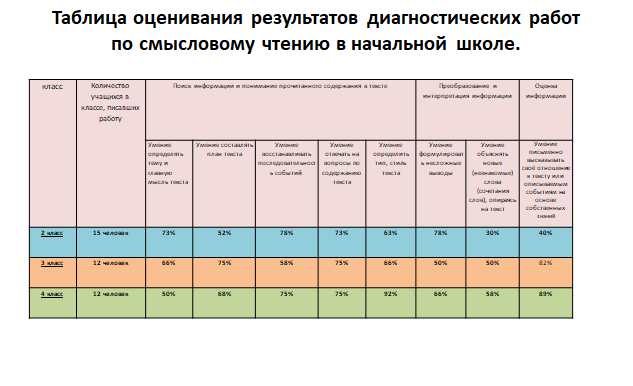 Таблица оценивания результатов диагностических работ
по смысловому чтению в начальной школе.
класс
Количество
учащихся в
классе, писавших
работу
Поиск информации и понимание прочитанного содержания в тексте
Преобразование и
интерпретация информации
Оценка
информации
Умение
определять
тему и
главную
мысль текста
Умение составлять
план текста
Умение
восстанавливать
последовательност
ь событий
Умение
отвечать на
вопросы по
содержанию
текста
Умение
определить
тип, стиль
текста
Умение
формулироват
ь несложные
выводы
Умение
объяснять
новые
(незнакомые)
слова
(сочетания
слов), опираясь
на текст
Умение
письменно
высказывать
своё отношение
к тексту или
описываемым
событиям на
основе
собственных
знаний
2 класс 15 человек 73% 52% 78% 73% 63% 78% 30% 40%
3 класс 12 человек 66% 75% 58% 75% 66% 50% 50% 82%
4 класс 12 человек 50% 68% 75% 75% 92% 66% 58% 89%